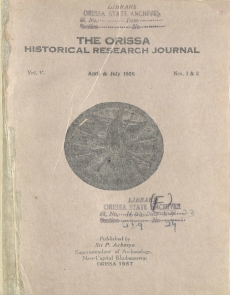 LIBRARY
ORISSA STATE ARCHIVES
THE ORISSA
HISTORICAL RESEARCH JOURNAL
Vol. V. April & July 1956 Nos. 1 & 2
LIBRARY
ORISSA STATE ARCHIVES
Published by
Sri P. Acharya
Superintendent of Archaeology,
New-Capital Bhubaneswar
ORISSA 1957